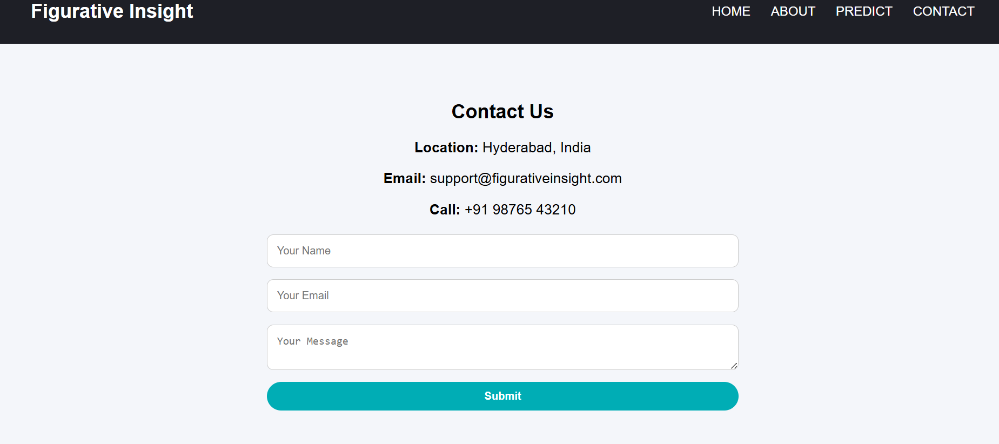 Figurative Insight HOME ABOUT PREDICT CONTACT
Contact Us
Location: Hyderabad, India
Email: support@figurativeinsight.com
Call: +91 98765 43210
Your Name
Your Email
Your Message
Submit